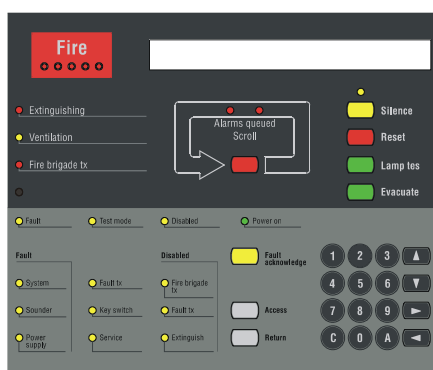 Fire
Extinguishing
Ventilation
Fire brigade tx
Alarms queued
Scroll
Silence
Reset
Lamp tes
Evacuate
Fault
Test mode
Disabled
Power on
Fault
Disabled
System
Sounder
Power
supply
Fault tx
Key switch
Service
Fire brigade
tx
Fault tx
Extinguish
Fault
acknowledge
Access
Return
1 2 3
4 5 6
7 8 9
C 0 A